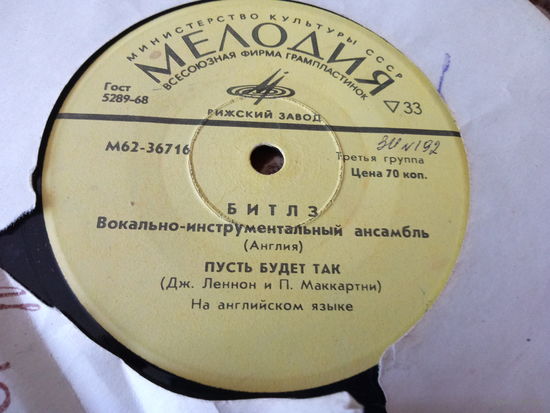 МИНИСТЕРСТВО КУЛЬТУРЫ СССР
МЕЛОДИЯ
ВСЕСОЮЗНАЯ ФИРМА ГРАМПЛАСТИНОК
Гост
5289-68
▽33
РИЖСКИЙ ЗАВОД
М62-36716
Третья группа
Цена 70 коп.
БИТЛЗ
Вокально-инструментальный ансамбль
(Англия)
ПУСТЬ БУДЕТ ТАК
(Дж. Леннон и П. Маккартни)
На английском языке